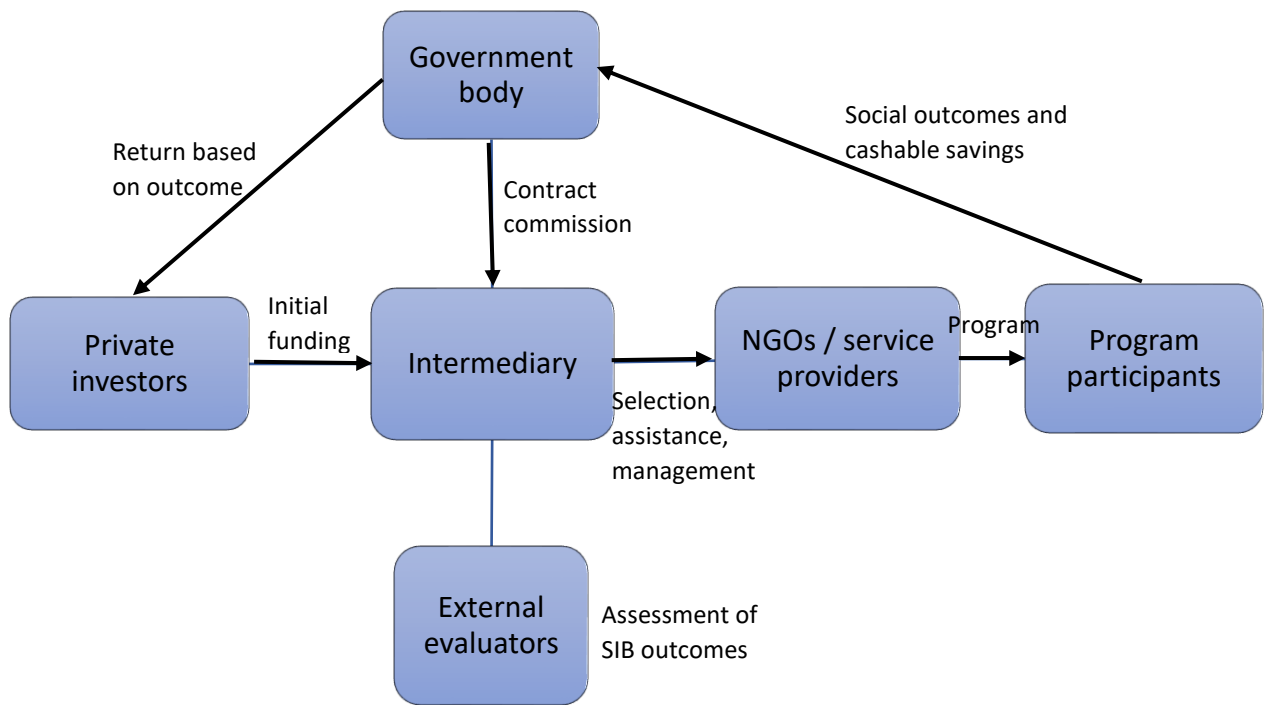 Government
body
Social outcomes and
cashable savings
Return based
on outcome
Contract
commission
Initial
funding
Private
investors
Intermediary
NGOs / service
providers
Program
Program
participants
Selection,
assistance,
management
External
evaluators
Assessment of
SIB outcomes